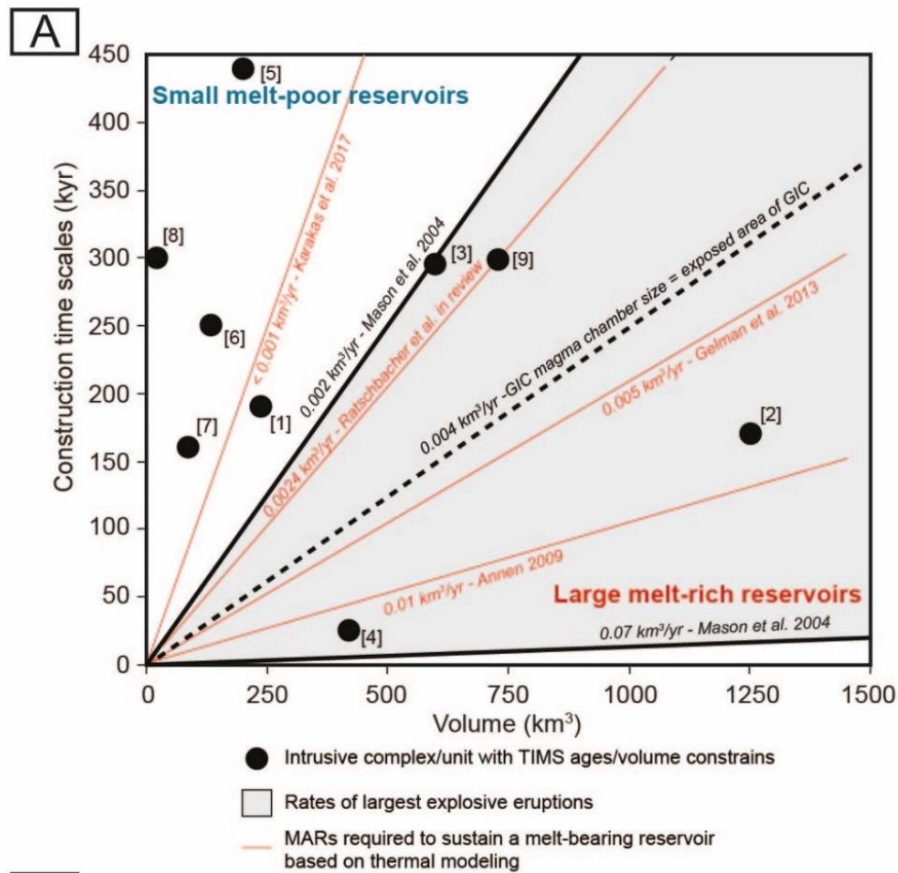 A
Small melt-poor reservoirs
Large melt-rich reservoirs
450
400
350
300
250
200
150
100
50
0
Construction time scales (kyr)
[5]
[8]
[6]
[7]
[1]
[3]
[9]
[2]
[4]
< 0.001 km³/yr - Karakas et al. 2017
0.002 km³/yr - Mason et al. 2004
0.0024 km³/yr - Ratschbacher et al. in review
0.004 km³/yr -GIC magma chamber size = exposed area of GIC
0.005 km³/yr - Gelman et al. 2013
0.01 km³/yr - Annen 2009
0.07 km³/yr - Mason et al. 2004
0 250 500 750 1000 1250 1500
Volume (km³)
Intrusive complex/unit with TIMS ages/volume constrains
Rates of largest explosive eruptions
MARs required to sustain a melt-bearing reservoir
based on thermal modeling